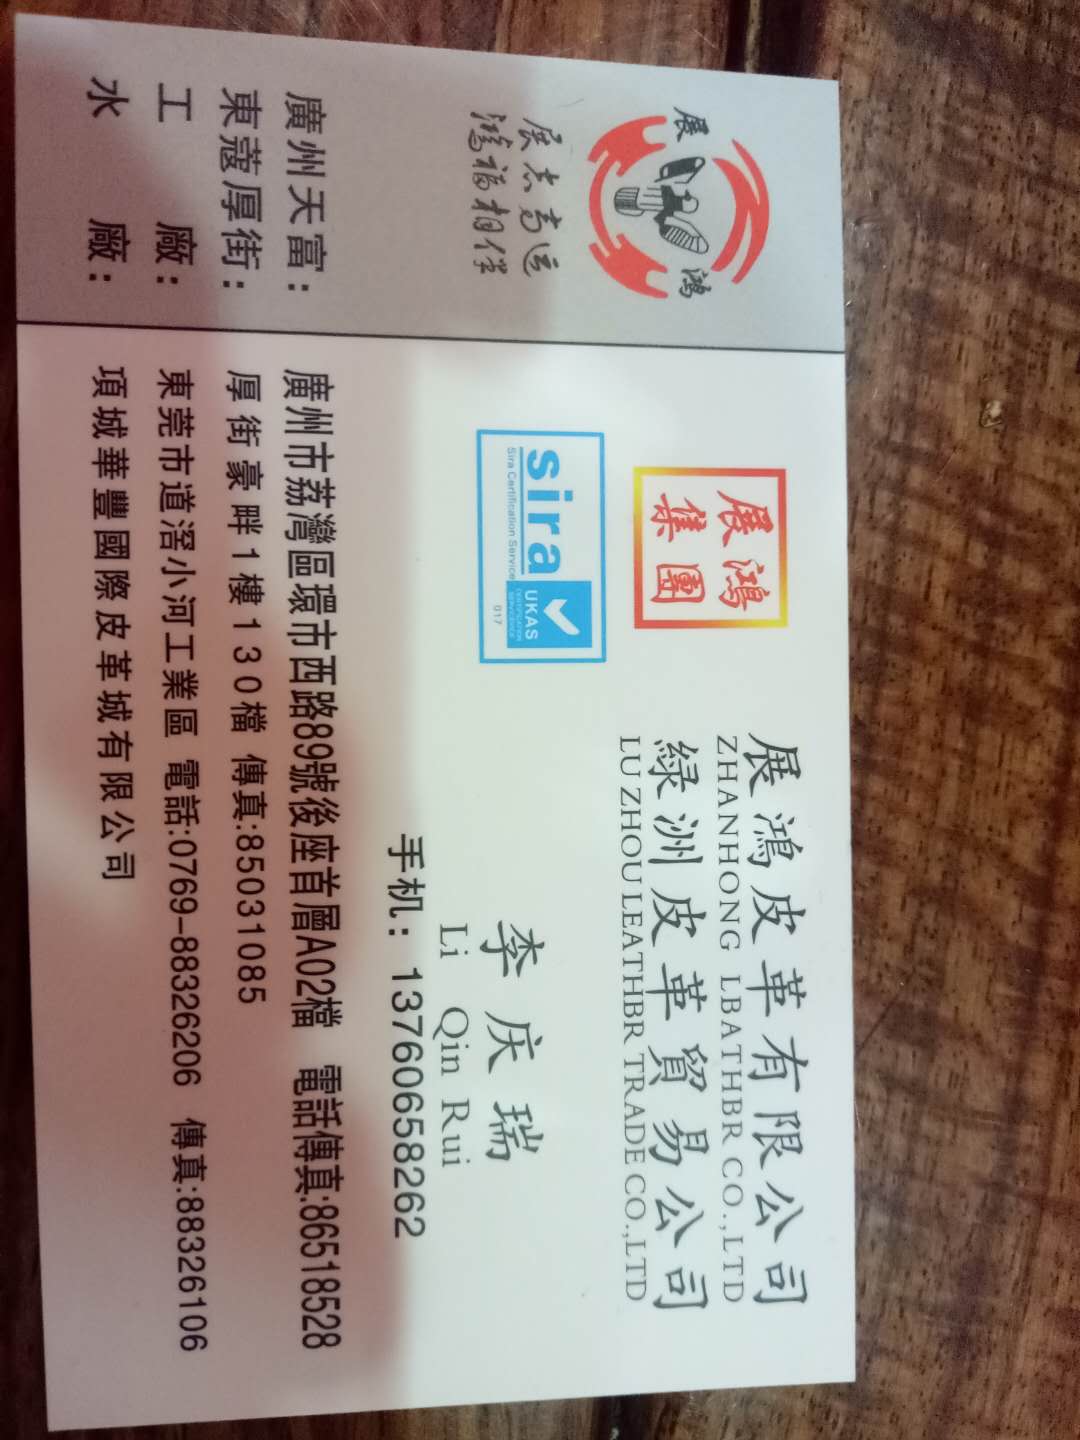 展 鴻
展志宏运
鴻福相伴
展鴻
集團
展鴻皮革有限公司
ZHANHONG LBATHBR CO.,LTD
緑洲皮革貿易公司
LU ZHOU LEATHBR TRADE CO.,LTD
sira
Sira Certification Service
UKAS
017
李庆瑞
Li Qin Rui
手机：13760658262
廣州天富： 廣州市荔灣區環市西路89號後座首層A02檔 電話傳真:86518528
東蔻厚街： 厚街豪畔1樓130檔 傳真:85031085
工 廠： 東莞市道滘小河工業區 電話:0769-88326206 傳真:88326106
水 廠： 項城華豐國際皮革城有限公司